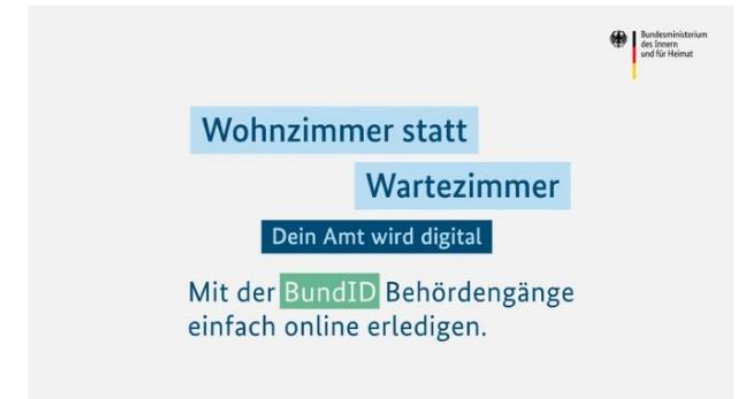 Bundesministerium
des Innern
und für Heimat
Wohnzimmer statt
Wartezimmer
Dein Amt wird digital
Mit der BundID Behördengänge
einfach online erledigen.